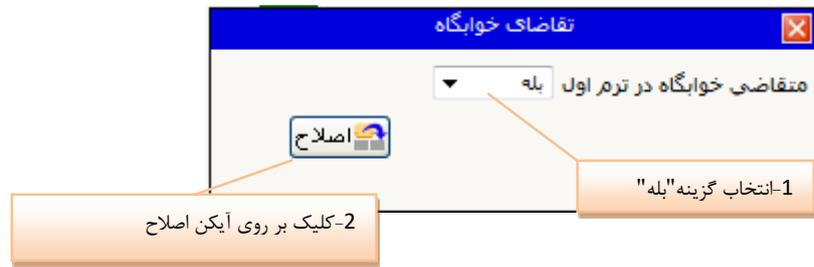 تقاضای خوابگاه
متقاضی خوابگاه در ترم اول بله
اصلاح
1-انتخاب گزینه"بله"
2-کلیک بر روی آیکن اصلاح